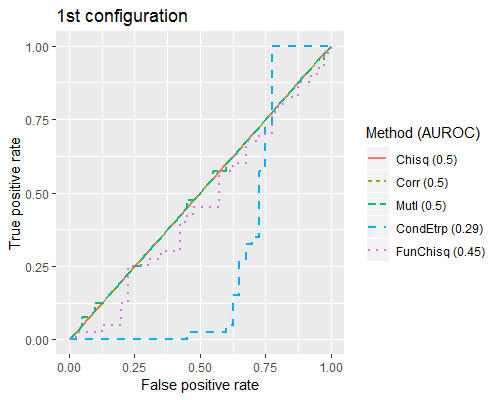 1st configuration
True positive rate
1.00
0.75
0.50
0.25
0.00
0.00 0.25 0.50 0.75 1.00
False positive rate
Method (AUROC)
Chisq (0.5)
Corr (0.5)
MutI (0.5)
CondEtrp (0.29)
FunChisq (0.45)